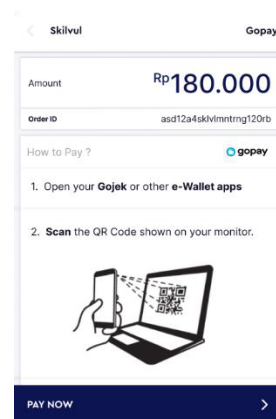 Skilvul Gopay
Amount Rp180.000
Order ID asd12a4sklvlmntrng120rb
How to Pay ? gopay
1. Open your Gojek or other e-Wallet apps
2. Scan the QR Code shown on your monitor.
PAY NOW